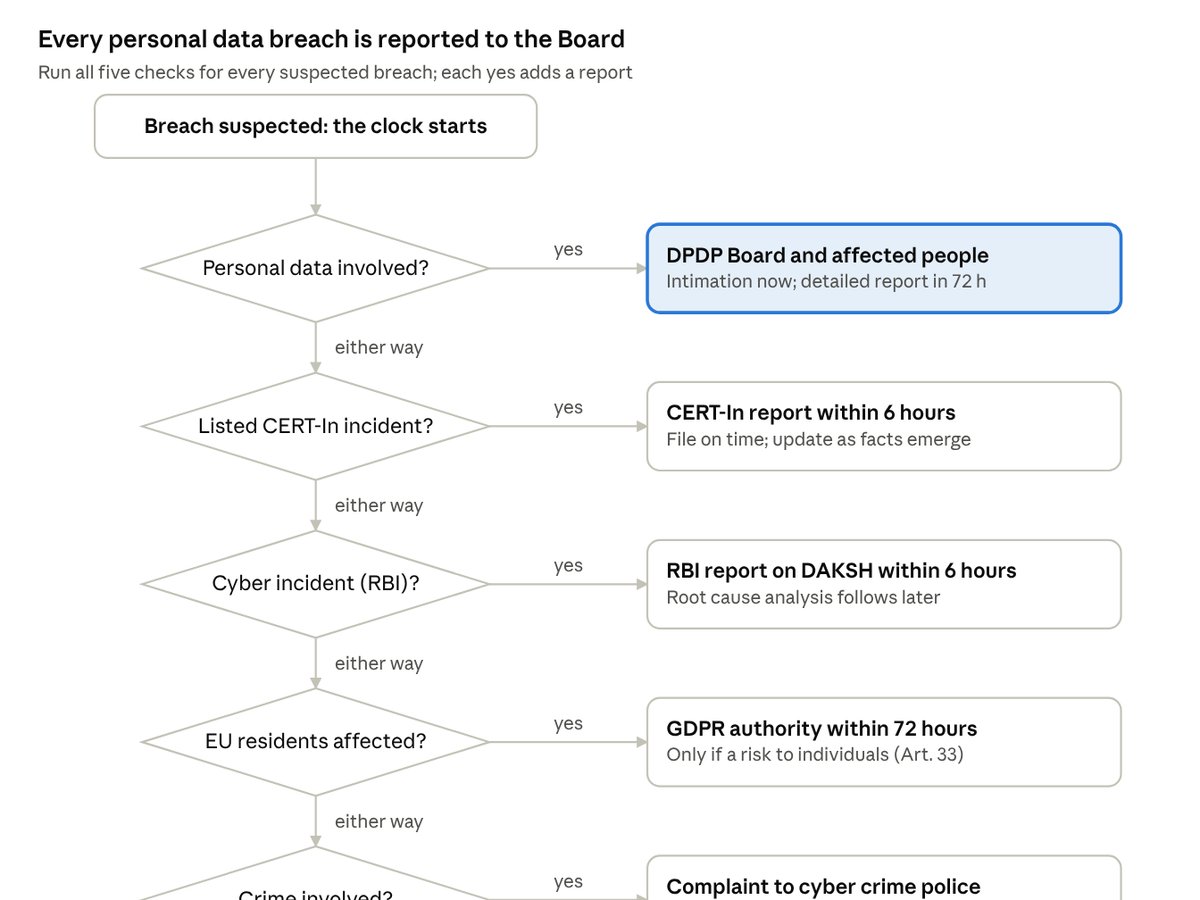 Every personal data breach is reported to the Board
Run all five checks for every suspected breach; each yes adds a report
Breach suspected: the clock starts
Personal data involved?
yes
DPDP Board and affected people
Intimation now; detailed report in 72 h
either way
Listed CERT-In incident?
yes
CERT-In report within 6 hours
File on time; update as facts emerge
either way
Cyber incident (RBI)?
yes
RBI report on DAKSH within 6 hours
Root cause analysis follows later
either way
EU residents affected?
yes
GDPR authority within 72 hours
Only if a risk to individuals (Art. 33)
either way
Crime involved?
yes
Complaint to cyber crime police